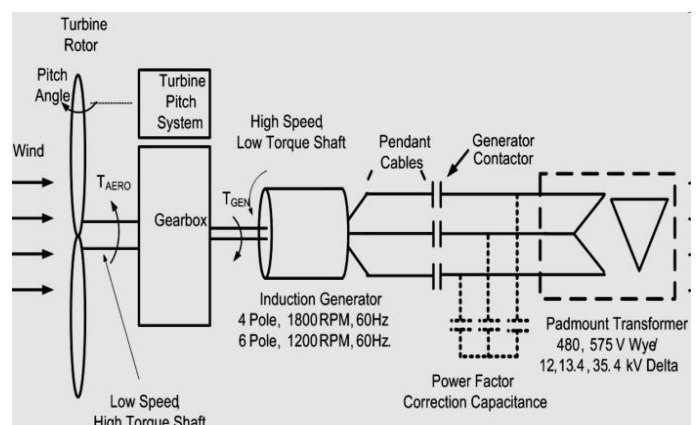 Turbine
Rotor
Pitch
Angle
Turbine
Pitch
System
High Speed,
Low Torque Shaft
Pendant
Cables
Generator
Contactor
Wind
TAERO
Gearbox
TGEN
Induction Generator
4 Pole, 1800 RPM, 60Hz
6 Pole, 1200 RPM, 60Hz.
Padmount Transformer
480, 575 V Wye/
12,13.4, 35.4 kV Delta
Power Factor
Correction Capacitance
Low Speed,
High Torque Shaft